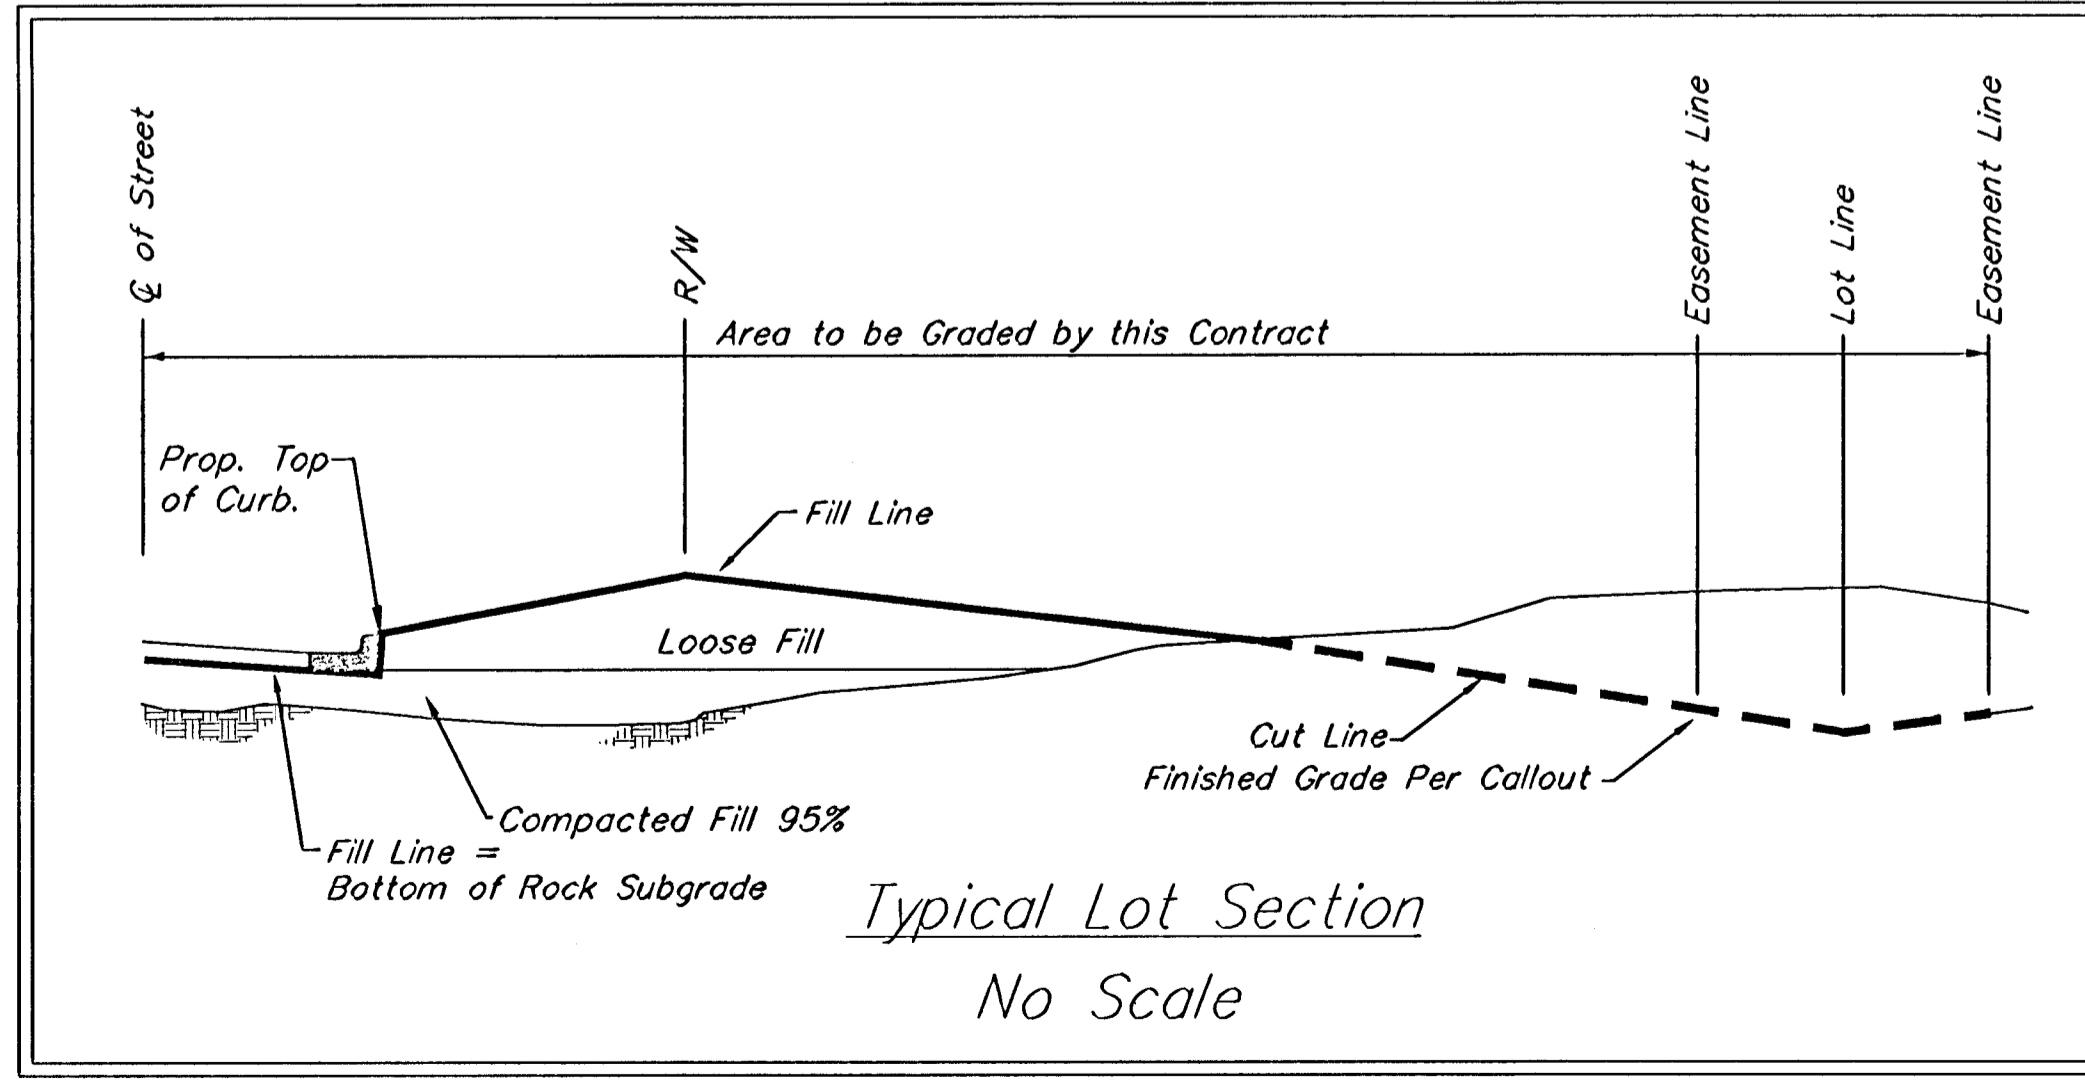 ℄ of Street
R/W
Easement Line
Lot Line
Easement Line
Area to be Graded by this Contract
Prop. Top
of Curb.
Fill Line
Loose Fill
Cut Line
Finished Grade Per Callout
Compacted Fill 95%
Fill Line =
Bottom of Rock Subgrade
Typical Lot Section
No Scale